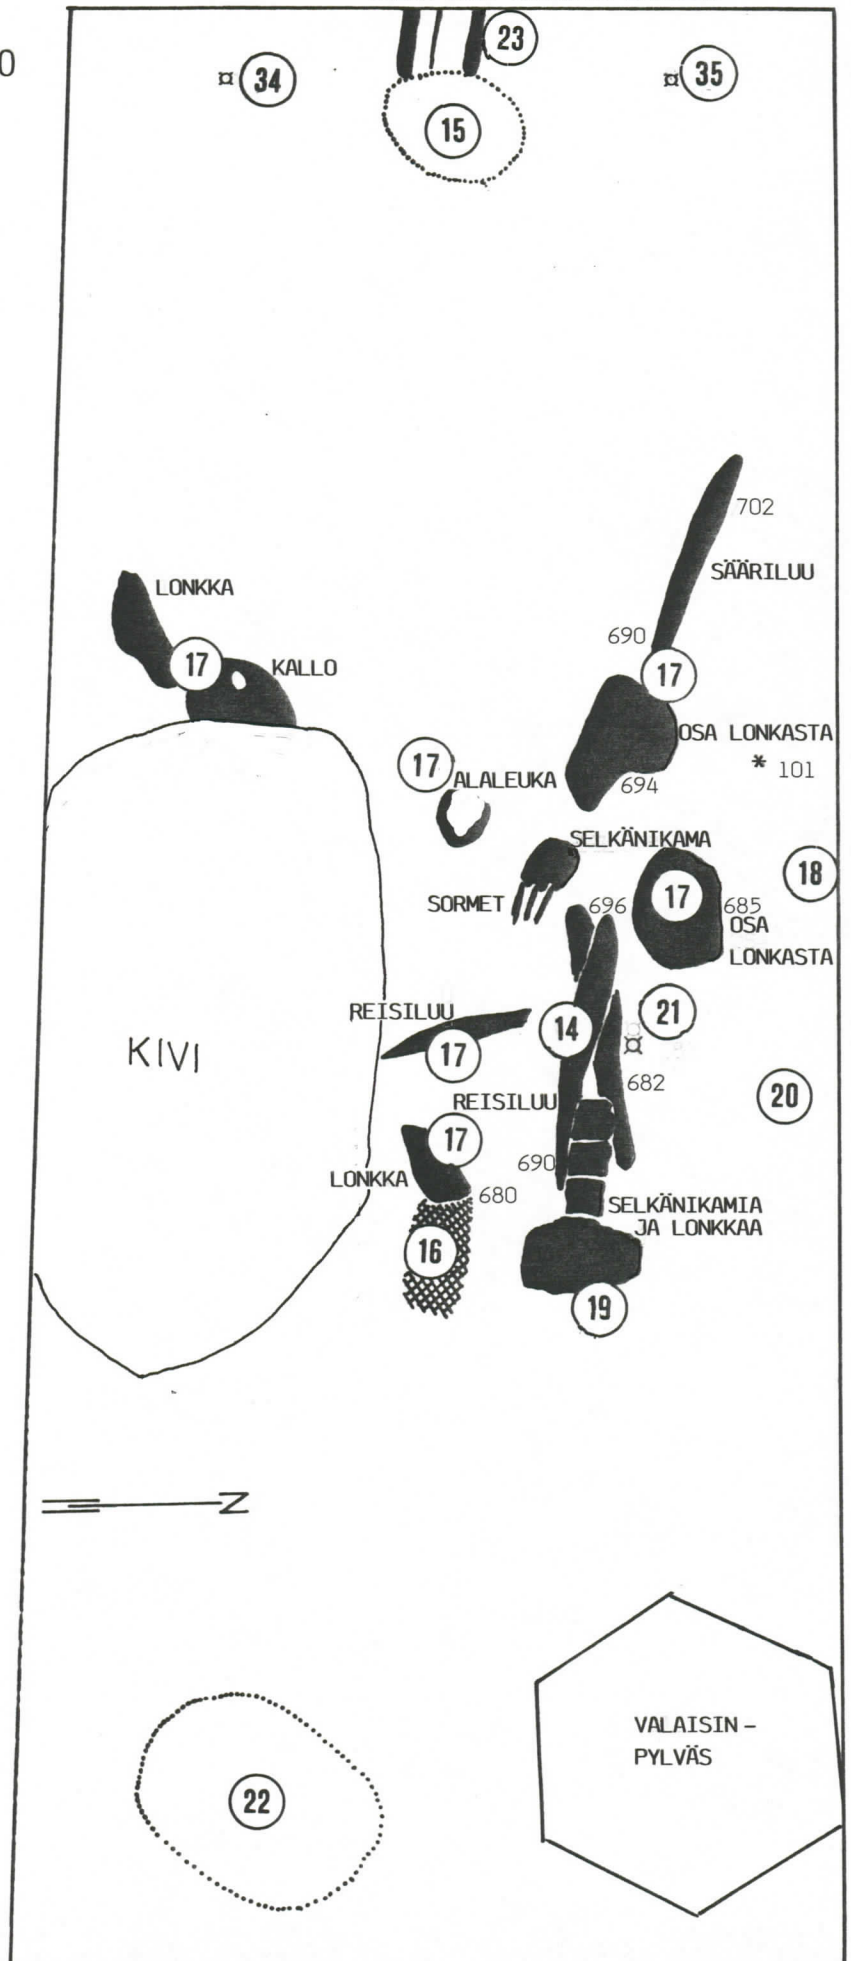 23
0
¤ 34
¤ 35
15
702
SÄÄRILUU
LONKKA
690
17
KALLO
17
OSA LONKASTA
* 101
17
ALALEUKA
694
SELKÄNIKAMA
18
SORMET
696
17
685
OSA
LONKASTA
REISILUU
14
21
¤
KIVI
17
682
20
REISILUU
17
690
LONKKA
680
SELKÄNIKAMIA
JA LONKKAA
16
19
N
VALAISIN-
PYLVÄS
22